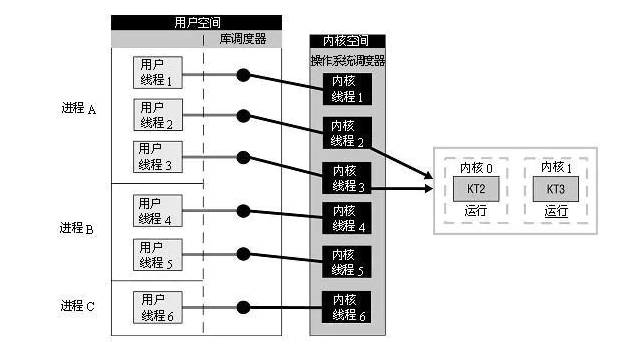 用户空间
库调度器
内核空间
操作系统调度器
进程 A
用户
线程1
用户
线程2
用户
线程3
进程 B
用户
线程4
用户
线程5
进程 C
用户
线程6
内核
线程1
内核
线程2
内核
线程3
内核
线程4
内核
线程5
内核
线程6
内核 0
KT2
运行
内核 1
KT3
运行